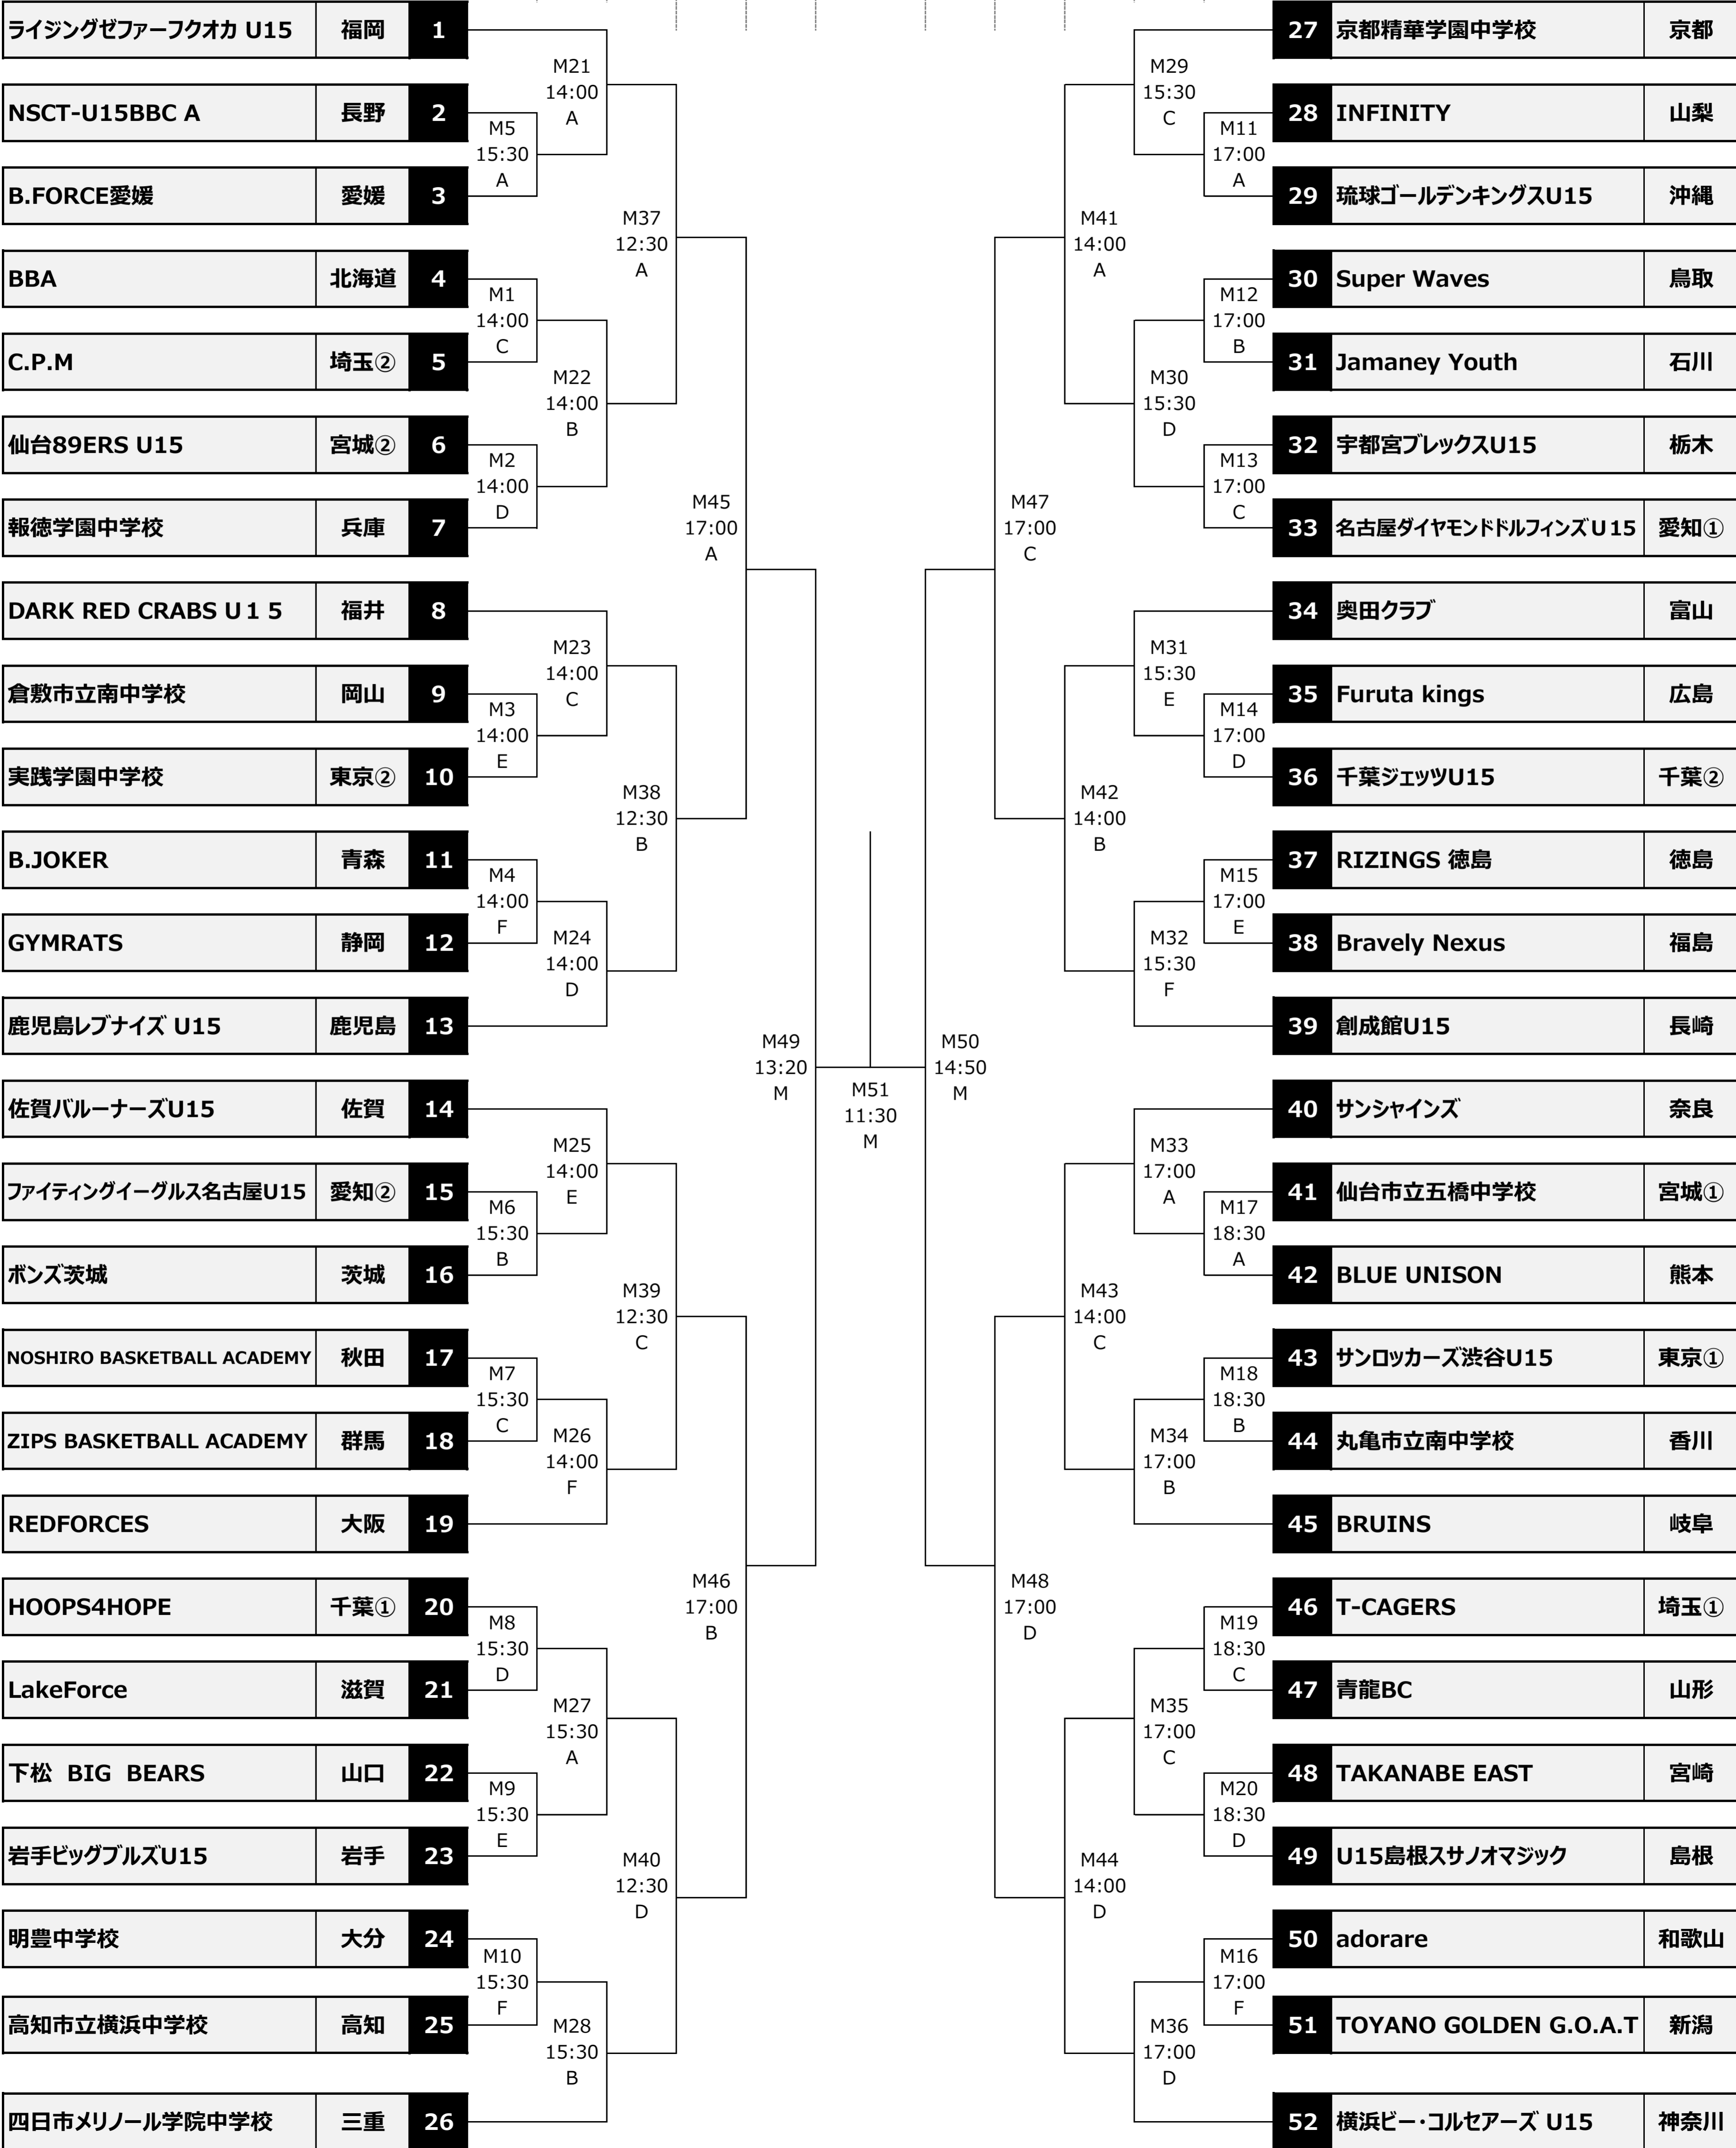 ライジングゼファーフクオカ U15 福岡 1
NSCT-U15BBC A 長野 2
B.FORCE愛媛 愛媛 3
BBA 北海道 4
C.P.M 埼玉② 5
仙台89ERS U15 宮城② 6
報徳学園中学校 兵庫 7
DARK RED CRABS U１５ 福井 8
倉敷市立南中学校 岡山 9
実践学園中学校 東京② 10
B.JOKER 青森 11
GYMRATS 静岡 12
鹿児島レブナイズ U15 鹿児島 13
佐賀バルーナーズU15 佐賀 14
ファイティングイーグルス名古屋U15 愛知② 15
ボンズ茨城 茨城 16
NOSHIRO BASKETBALL ACADEMY 秋田 17
ZIPS BASKETBALL ACADEMY 群馬 18
REDFORCES 大阪 19
HOOPS4HOPE 千葉① 20
LakeForce 滋賀 21
下松 BIG BEARS 山口 22
岩手ビッグブルズU15 岩手 23
明豊中学校 大分 24
高知市立横浜中学校 高知 25
四日市メリノール学院中学校 三重 26
M5
15:30
A
M1
14:00
C
M2
14:00
D
M3
14:00
E
M4
14:00
F
M6
15:30
B
M7
15:30
C
M8
15:30
D
M9
15:30
E
M10
15:30
F
M21
14:00
A
M22
14:00
B
M23
14:00
C
M24
14:00
D
M25
14:00
E
M26
14:00
F
M27
15:30
A
M28
15:30
B
M37
12:30
A
M38
12:30
B
M39
12:30
C
M40
12:30
D
M45
17:00
A
M46
17:00
B
M49
13:20
M
M51
11:30
M
M50
14:50
M
M47
17:00
C
M48
17:00
D
M41
14:00
A
M42
14:00
B
M43
14:00
C
M44
14:00
D
M29
15:30
C
M30
15:30
D
M31
15:30
E
M32
15:30
F
M33
17:00
A
M34
17:00
B
M35
17:00
C
M36
17:00
D
M11
17:00
A
M12
17:00
B
M13
17:00
C
M14
17:00
D
M15
17:00
E
M17
18:30
A
M18
18:30
B
M19
18:30
C
M20
18:30
D
M16
17:00
F
27 京都精華学園中学校 京都
28 INFINITY 山梨
29 琉球ゴールデンキングスU15 沖縄
30 Super Waves 鳥取
31 Jamaney Youth 石川
32 宇都宮ブレックスU15 栃木
33 名古屋ダイヤモンドドルフィンズU15 愛知①
34 奥田クラブ 富山
35 Furuta kings 広島
36 千葉ジェッツU15 千葉②
37 RIZINGS 徳島 徳島
38 Bravely Nexus 福島
39 創成館U15 長崎
40 サンシャインズ 奈良
41 仙台市立五橋中学校 宮城①
42 BLUE UNISON 熊本
43 サンロッカーズ渋谷U15 東京①
44 丸亀市立南中学校 香川
45 BRUINS 岐阜
46 T-CAGERS 埼玉①
47 青龍BC 山形
48 TAKANABE EAST 宮崎
49 U15島根スサノオマジック 島根
50 adorare 和歌山
51 TOYANO GOLDEN G.O.A.T 新潟
52 横浜ビー・コルセアーズ U15 神奈川